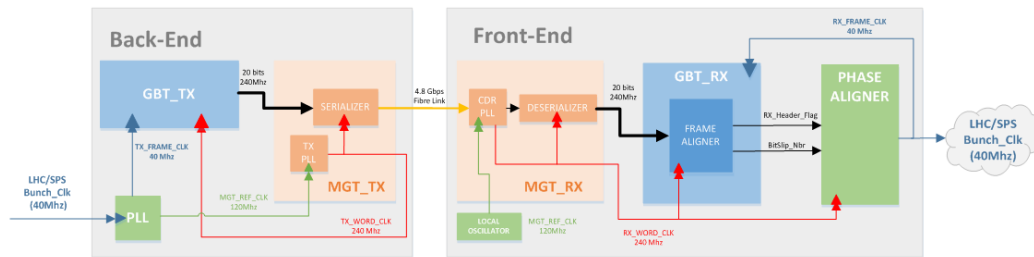 Back-End
GBT_TX
20 bits
240Mhz
SERIALIZER
TX
PLL
MGT_TX
TX_FRAME_CLK
40 Mhz
LHC/SPS
Bunch_Clk
(40Mhz)
PLL
MGT_REF_CLK
120Mhz
TX_WORD_CLK
240 Mhz
4.8 Gbps
Fibre Link
Front-End
CDR
PLL
DESERIALIZER
MGT_RX
LOCAL
OSCILLATOR
MGT_REF_CLK
120Mhz
20 bits
240Mhz
GBT_RX
FRAME
ALIGNER
RX_WORD_CLK
240 Mhz
RX_Header_Flag
BitSlip_Nbr
RX_FRAME_CLK
40 Mhz
PHASE
ALIGNER
LHC/SPS
Bunch_Clk
(40Mhz)